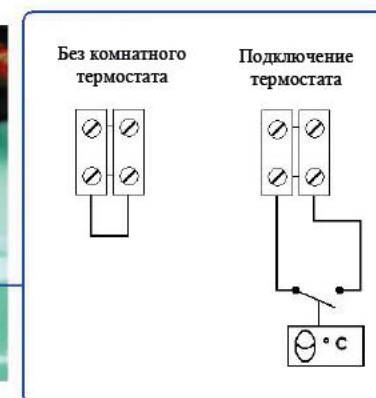 Без комнатного
термостата
Подключение
термостата
° C